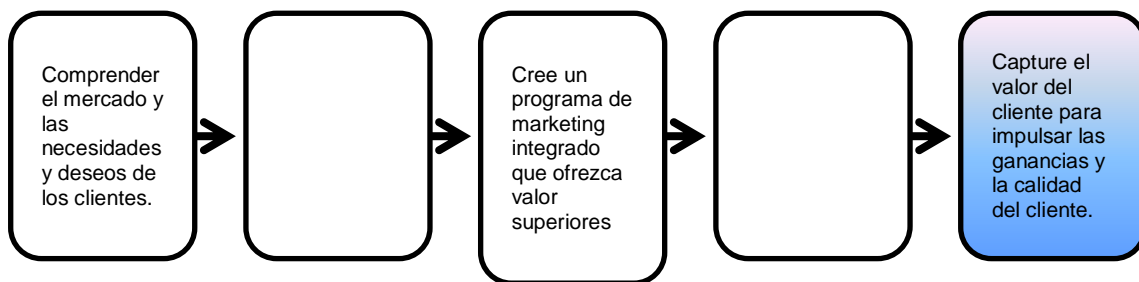 Comprender
el mercado y
las
necesidades
y deseos de
los clientes.
Cree un
programa de
marketing
integrado
que ofrezca
valor
superiores
Capture el
valor del
cliente para
impulsar las
ganancias y
la calidad
del cliente.